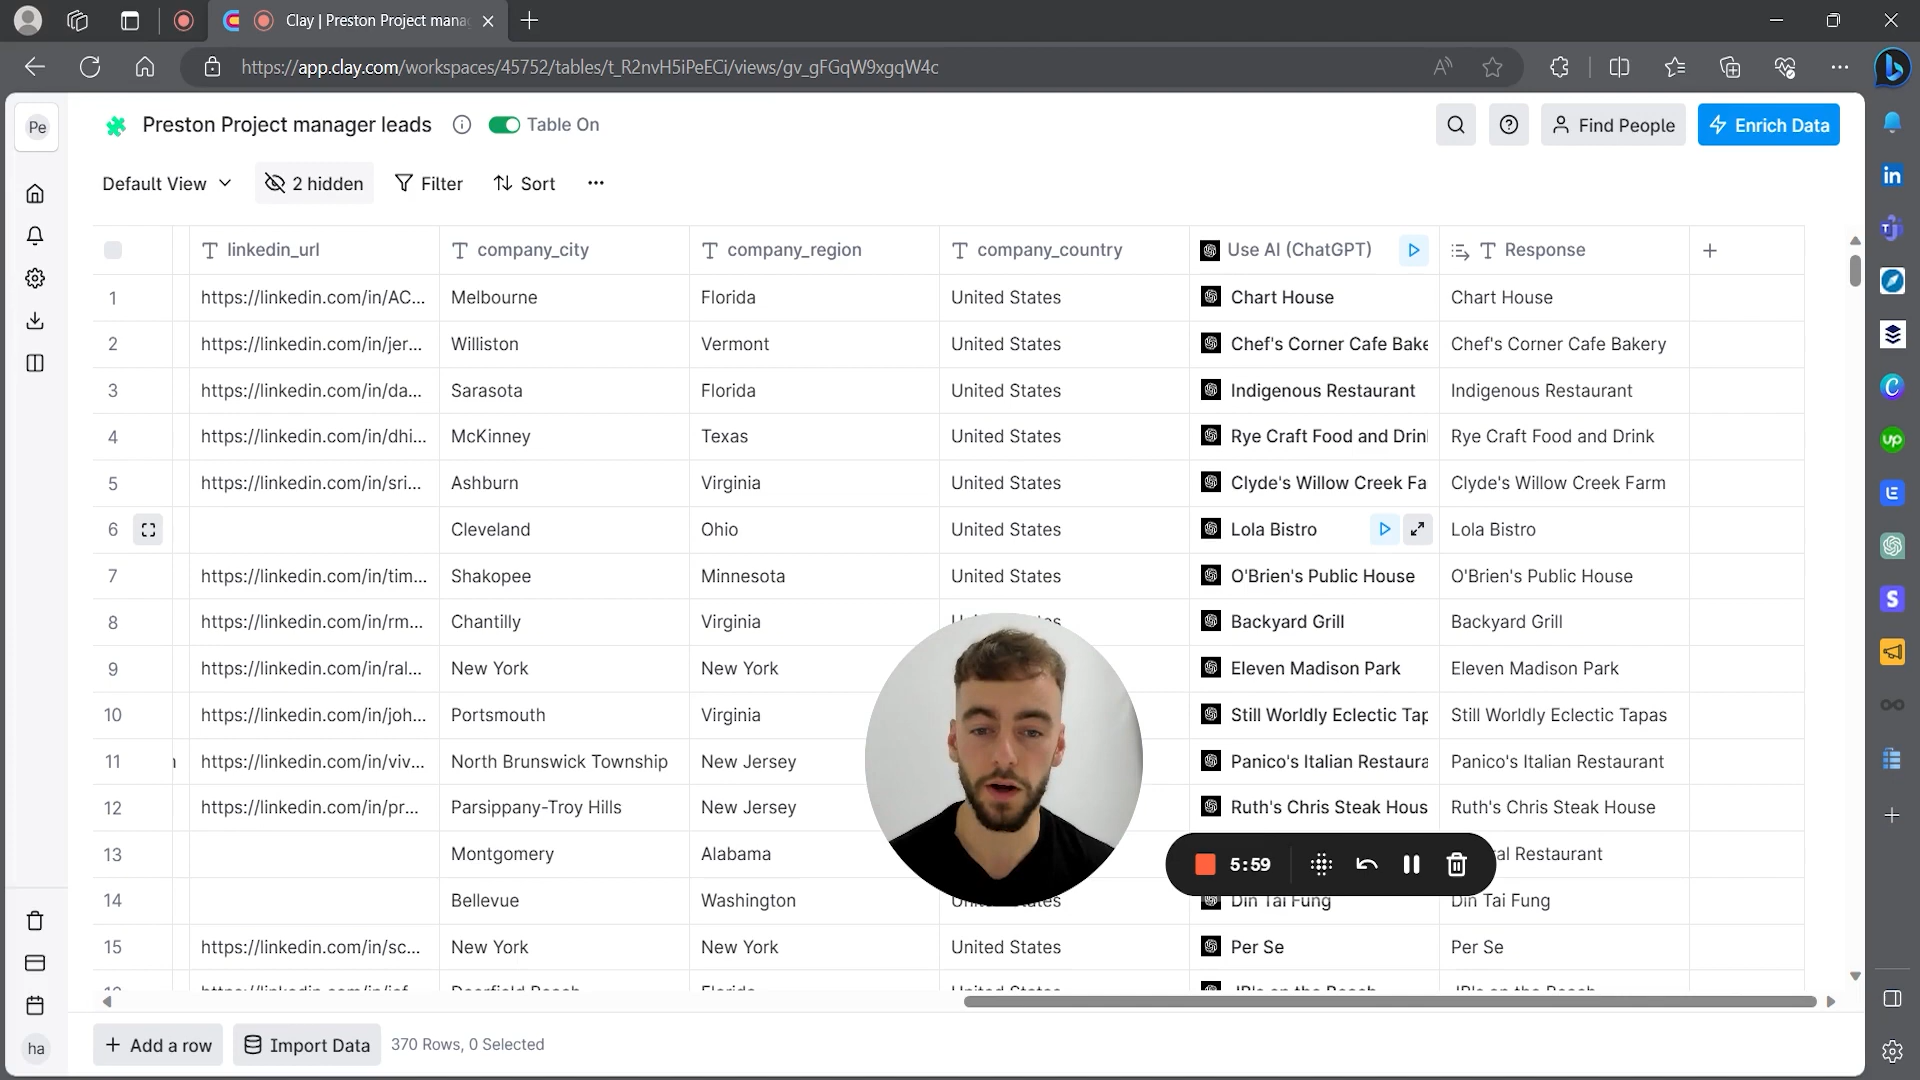 Clay | Preston Project mana
https://app.clay.com/workspaces/45752/tables/t_R2nvH5iPeECi/views/gv_gFGqW9xgqW4c
Pe
Preston Project manager leads
Table On
Find People
Enrich Data
Default View
2 hidden
Filter
Sort
linkedin_url company_city company_region company_country Use AI (ChatGPT) Response
1 https://linkedin.com/in/AC... Melbourne Florida United States Chart House Chart House
2 https://linkedin.com/in/jer... Williston Vermont United States Chef's Corner Cafe Bake Chef's Corner Cafe Bakery
3 https://linkedin.com/in/da... Sarasota Florida United States Indigenous Restaurant Indigenous Restaurant
4 https://linkedin.com/in/dhi... McKinney Texas United States Rye Craft Food and Drin Rye Craft Food and Drink
5 https://linkedin.com/in/sri... Ashburn Virginia United States Clyde's Willow Creek Fa Clyde's Willow Creek Farm
6 Cleveland Ohio United States Lola Bistro Lola Bistro
7 https://linkedin.com/in/tim... Shakopee Minnesota United States O'Brien's Public House O'Brien's Public House
8 https://linkedin.com/in/rm... Chantilly Virginia Backyard Grill Backyard Grill
9 https://linkedin.com/in/ral... New York New York Eleven Madison Park Eleven Madison Park
10 https://linkedin.com/in/joh... Portsmouth Virginia Still Worldly Eclectic Tap Still Worldly Eclectic Tapas
11 https://linkedin.com/in/viv... North Brunswick Township New Jersey Panico's Italian Restaura Panico's Italian Restaurant
12 https://linkedin.com/in/pr... Parsippany-Troy Hills New Jersey Ruth's Chris Steak Hous Ruth's Chris Steak House
13 Montgomery Alabama al Restaurant
5:59
14 Bellevue Washington Din Tai Fung Din Tai Fung
15 https://linkedin.com/in/sc... New York New York United States Per Se Per Se
ha
Add a row
Import Data
370 Rows, 0 Selected